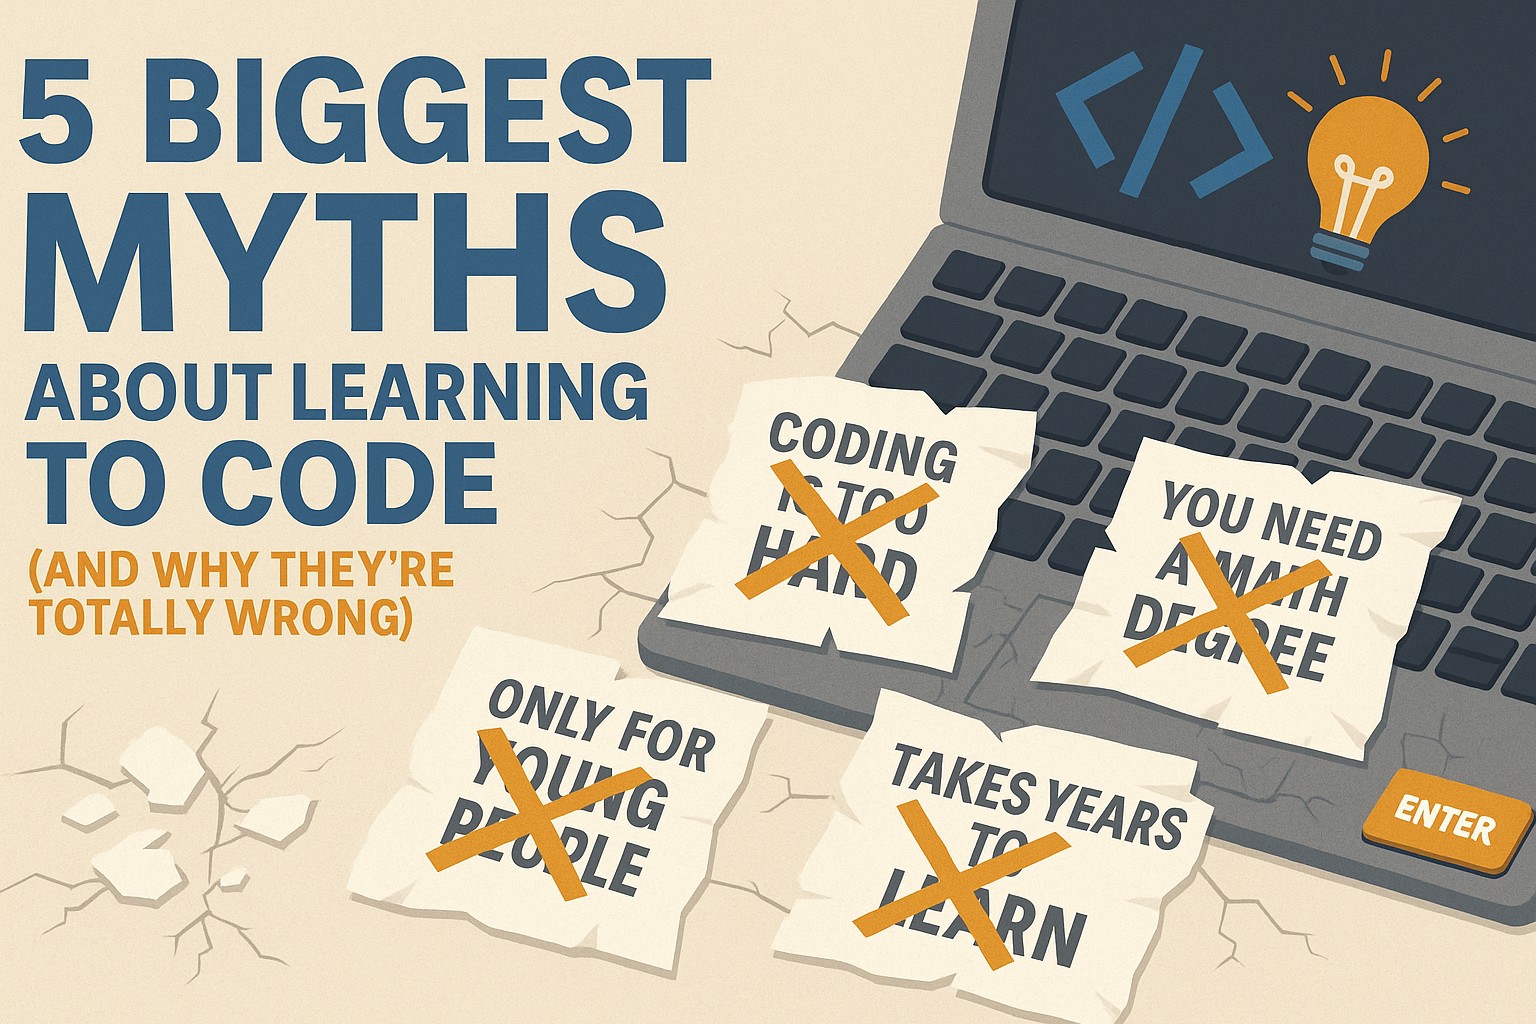 5 BIGGEST
MYTHS
ABOUT LEARNING
TO CODE
(AND WHY THEY'RE
TOTALLY WRONG)
CODING
IS TOO
HARD
YOU NEED
A MATH
DEGREE
ONLY FOR
YOUNG
PEOPLE
TAKES YEARS
TO
LEARN
ENTER
</>